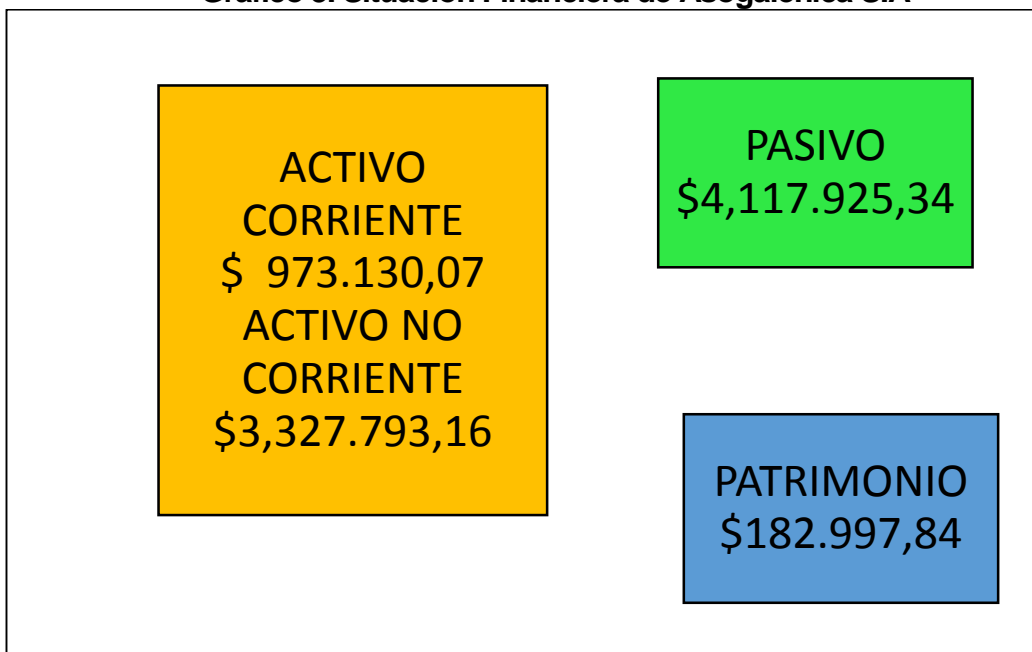 ACTIVO
CORRIENTE
$ 973.130,07
ACTIVO NO
CORRIENTE
$3,327.793,16
PASIVO
$4,117.925,34
PATRIMONIO
$182.997,84